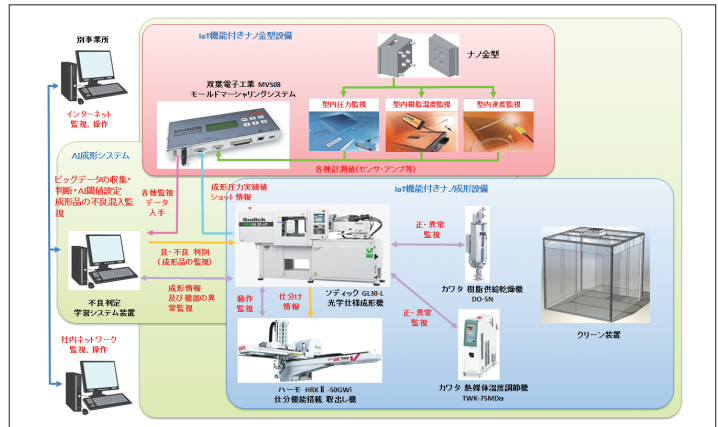 別事業所
インターネット
監視、操作
IoT機能付きナノ金型設備
ナノ金型
双葉電子工業 MVS08
モールドマーシャリングシステム
型内圧力監視
型内樹脂温度監視
型内速度監視
各種計測値(センサ・アンプ等)
AI成形システム
ビッグデータの収集・
判断・AI閾値設定
成形品の不良混入監
視
各種監視
データ
入手
成形圧力実績値
ショット情報
IoT機能付きナノ成形設備
Sodick
良・不良 判別
(成形品の監視)
正・異常
監視
ソディック GL30-L
光学仕様成形機
カワタ 樹脂供給乾燥機
DO-5N
不良判定
学習システム装置
成形情報
及び機器の異
常監視
動作
監視
仕分け
情報
正・異常
監視
クリーン装置
社内ネットワーク
監視、操作
ハーモ HRXⅡ-50GWi
仕分機能搭載 取出し機
カワタ 熱媒体温度調節機
TWK-75MDa